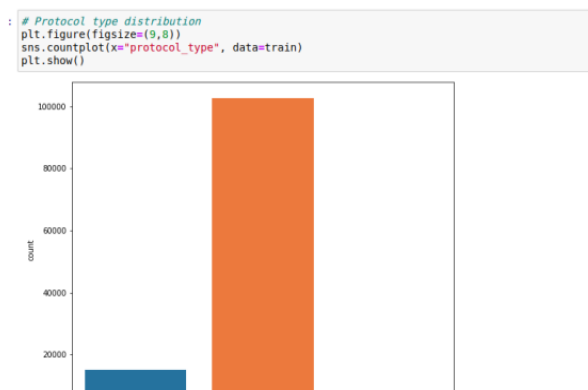 :
# Protocol type distribution
plt.figure(figsize=(9,8))
sns.countplot(x="protocol_type", data=train)
plt.show()
100000
80000
60000
40000
20000
count